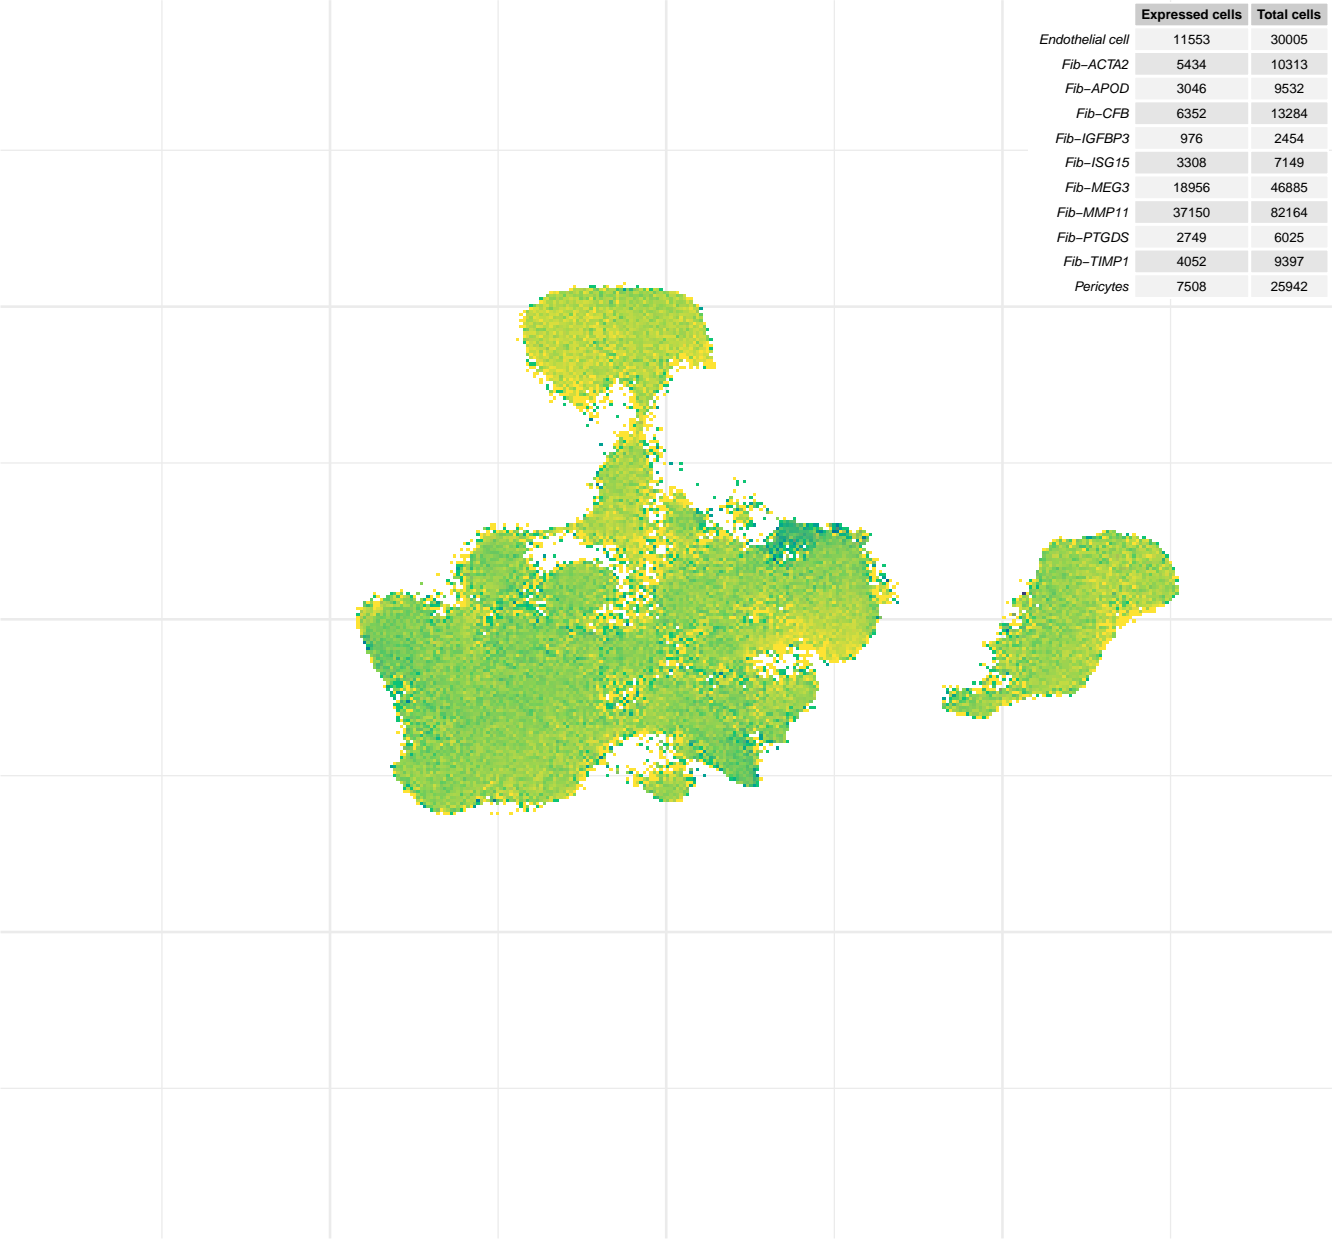 Expressed cells Total cells
Endothelial cell 11553 30005
Fib−ACTA2 5434 10313
Fib−APOD 3046 9532
Fib−CFB 6352 13284
Fib−IGFBP3 976 2454
Fib−ISG15 3308 7149
Fib−MEG3 18956 46885
Fib−MMP11 37150 82164
Fib−PTGDS 2749 6025
Fib−TIMP1 4052 9397
Pericytes 7508 25942